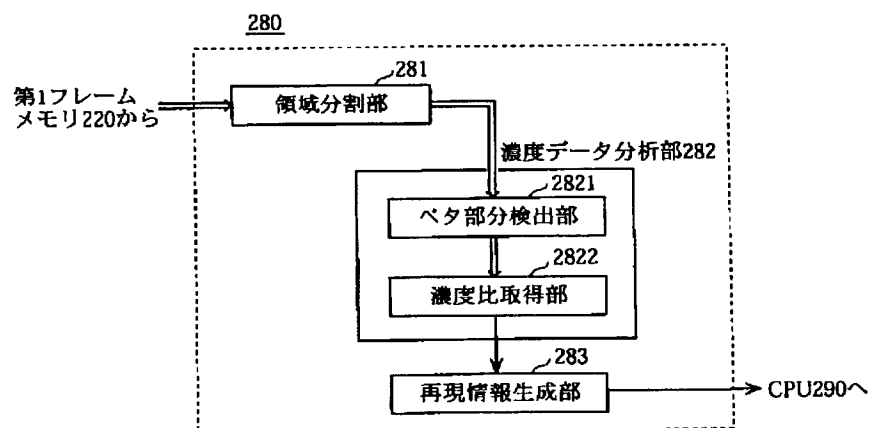 280
281
第1フレーム
メモリ220から
領域分割部
濃度データ分析部282
2821
ベタ部分検出部
2822
濃度比取得部
283
再現情報生成部
CPU290へ